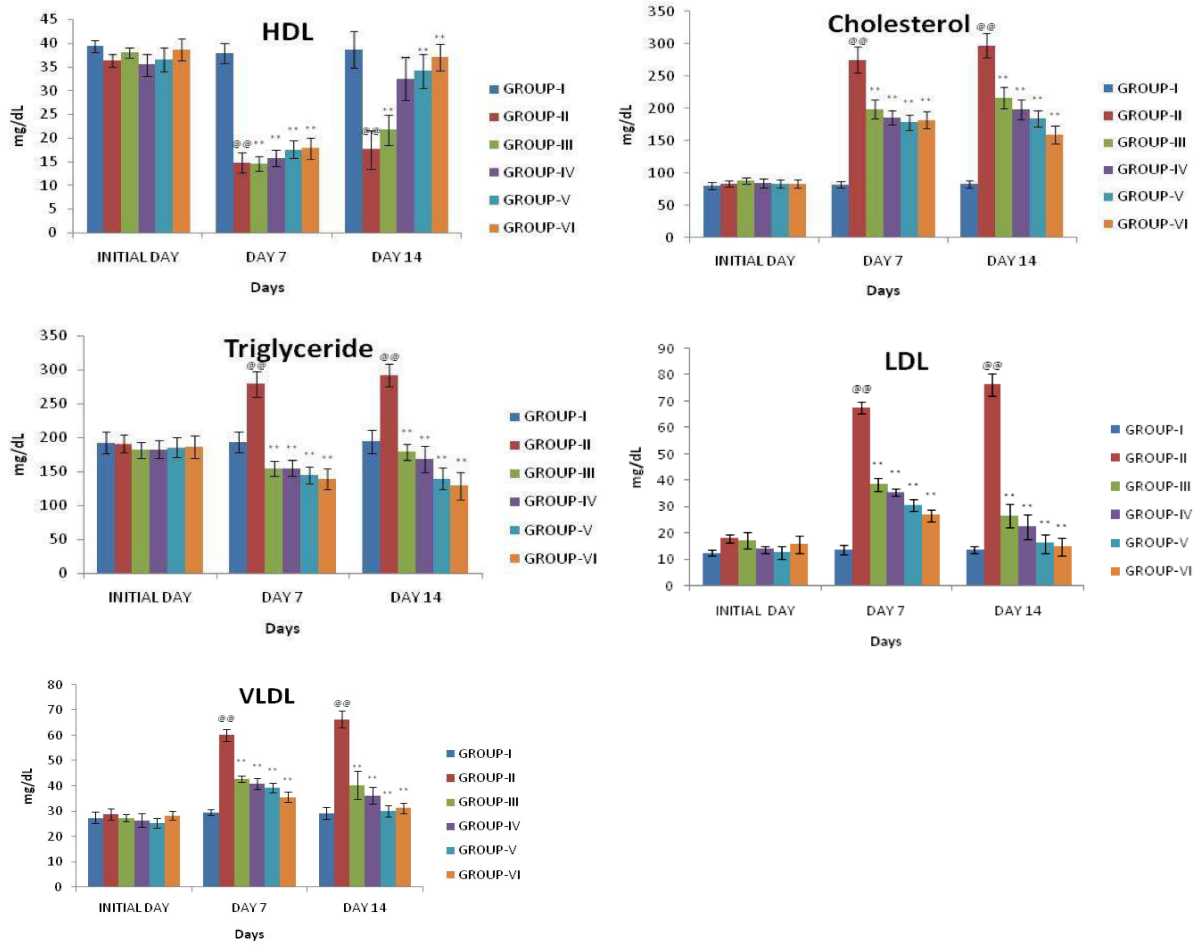 HDL
mg/dL
45
40
35
30
25
20
15
10
5
0
@@ ** ** ** **
@@ ** ** **
INITIAL DAY DAY 7 DAY 14
Days
GROUP-I
GROUP-II
GROUP-III
GROUP-IV
GROUP-V
GROUP-VI
Cholesterol
mg/dL
350
300
250
200
150
100
50
0
@@ ** ** ** **
@@ ** ** ** **
INITIAL DAY DAY 7 DAY 14
Days
GROUP-I
GROUP-II
GROUP-III
GROUP-IV
GROUP-V
GROUP-VI
Triglyceride
mg/dL
350
300
250
200
150
100
50
0
@@ ** ** ** **
@@ ** ** ** **
INITIAL DAY DAY 7 DAY 14
Days
GROUP-I
GROUP-II
GROUP-III
GROUP-IV
GROUP-V
GROUP-VI
LDL
mg/dL
90
80
70
60
50
40
30
20
10
0
@@ ** ** ** **
@@ ** ** ** **
INITIAL DAY DAY 7 DAY 14
Days
GROUP-I
GROUP-II
GROUP-III
GROUP-IV
GROUP-V
GROUP-VI
VLDL
mg/dL
80
70
60
50
40
30
20
10
0
@@ ** ** ** **
@@ ** ** ** **
INITIAL DAY DAY 7 DAY 14
Days
GROUP-I
GROUP-II
GROUP-III
GROUP-IV
GROUP-V
GROUP-VI